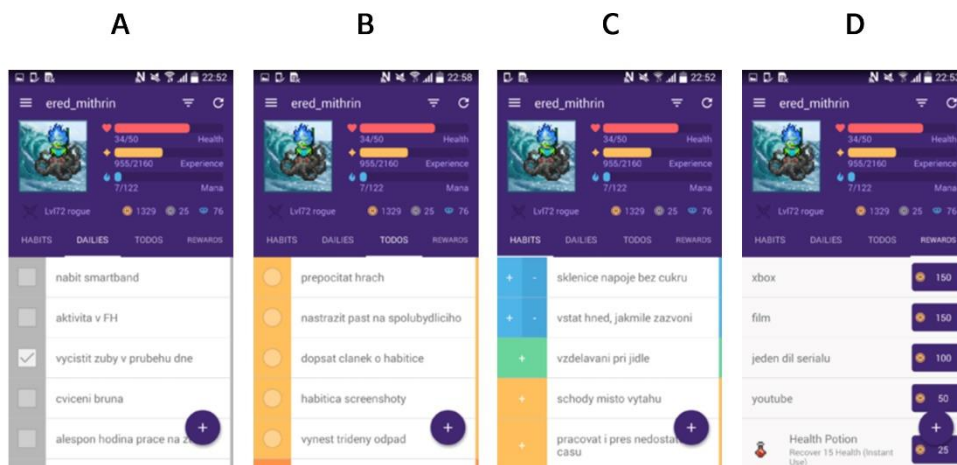 A
B
C
D
22:52
ered_mithrin
34/50 Health
955/2160 Experience
7/122 Mana
Lvl72 rogue 1329 25 76
HABITS DAILIES TODOS REWARDS
nabit smartband
aktivita v FH
vycistit zuby v prubehu dne
cviceni bruna
alespon hodina prace na
+
22:58
ered_mithrin
34/50 Health
955/2160 Experience
7/122 Mana
Lvl72 rogue 1329 25 76
HABITS DAILIES TODOS REWARDS
prepocitat hrach
nastrazit past na spolubydliciho
dopsat clanek o habitice
habitica screenshoty
vynest trideny odpad
+
22:52
ered_mithrin
34/50 Health
955/2160 Experience
7/122 Mana
Lvl72 rogue 1329 25 76
HABITS DAILIES TODOS REWARDS
+ - sklenice napoje bez cukru
+ - vstat hned, jakmile zazvoni
+ vzdelavani pri jidle
+ schody misto vytahu
+ pracovat i pres
casu
+
ered_mithrin
34/50 Health
955/2160 Experience
7/122 Mana
Lvl72 rogue 1329 25 76
HABITS DAILIES TODOS REWARDS
xbox 150
film 150
jeden dil serialu 100
youtube 50
+
Health Potion 25
Recover 15 Health (Instant
Use)